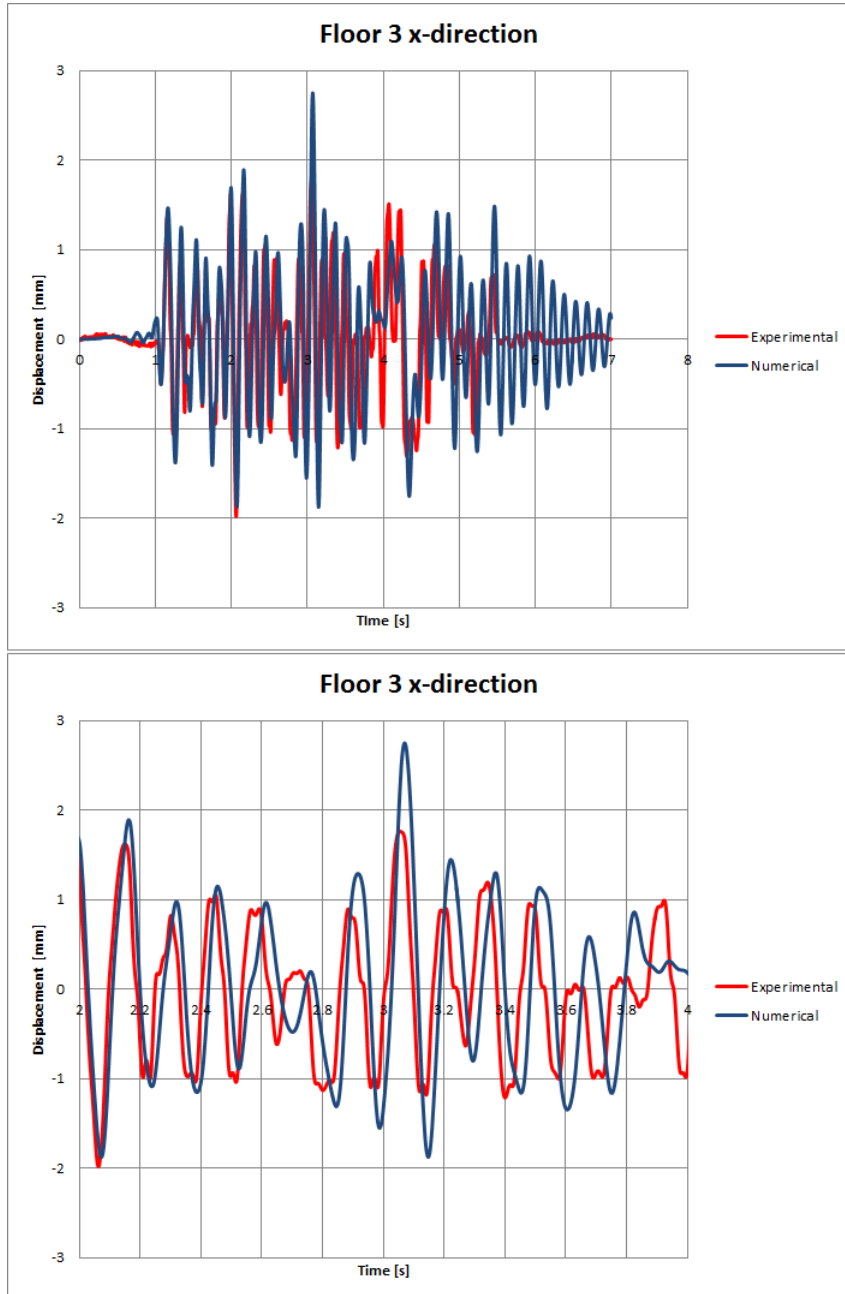 Floor 3 x-direction
3
2
1
0
-1
-2
-3
0 1 2 3 4 5 6 7 8
Displacement [mm]
TIme [s]
Experimental
Numerical
Floor 3 x-direction
3
2
1
0
-1
-2
-3
2 2.2 2.4 2.6 2.8 3 3.2 3.4 3.6 3.8 4
Displacement [mm]
Time [s]
Experimental
Numerical